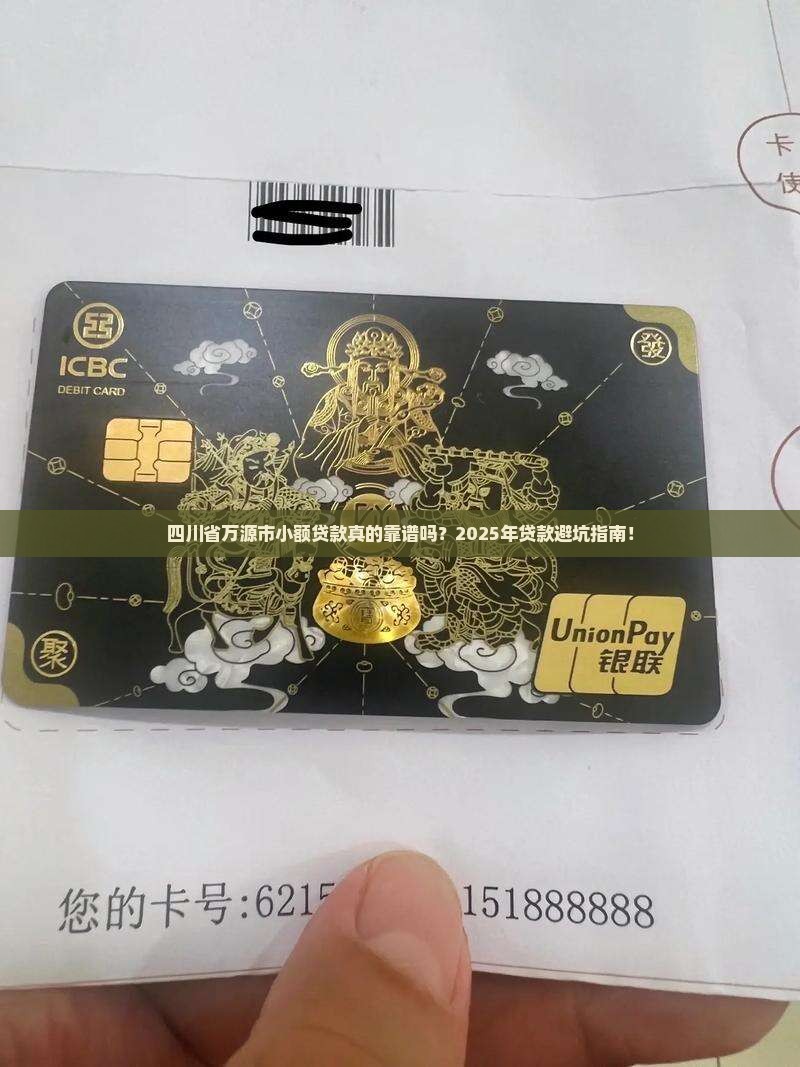 卡
使
ICBC
DEBIT CARD
發
四川省万源市小额贷款真的靠谱吗？2025年贷款避坑指南！
UnionPay
银联
聚
您的卡号:6215 151888888